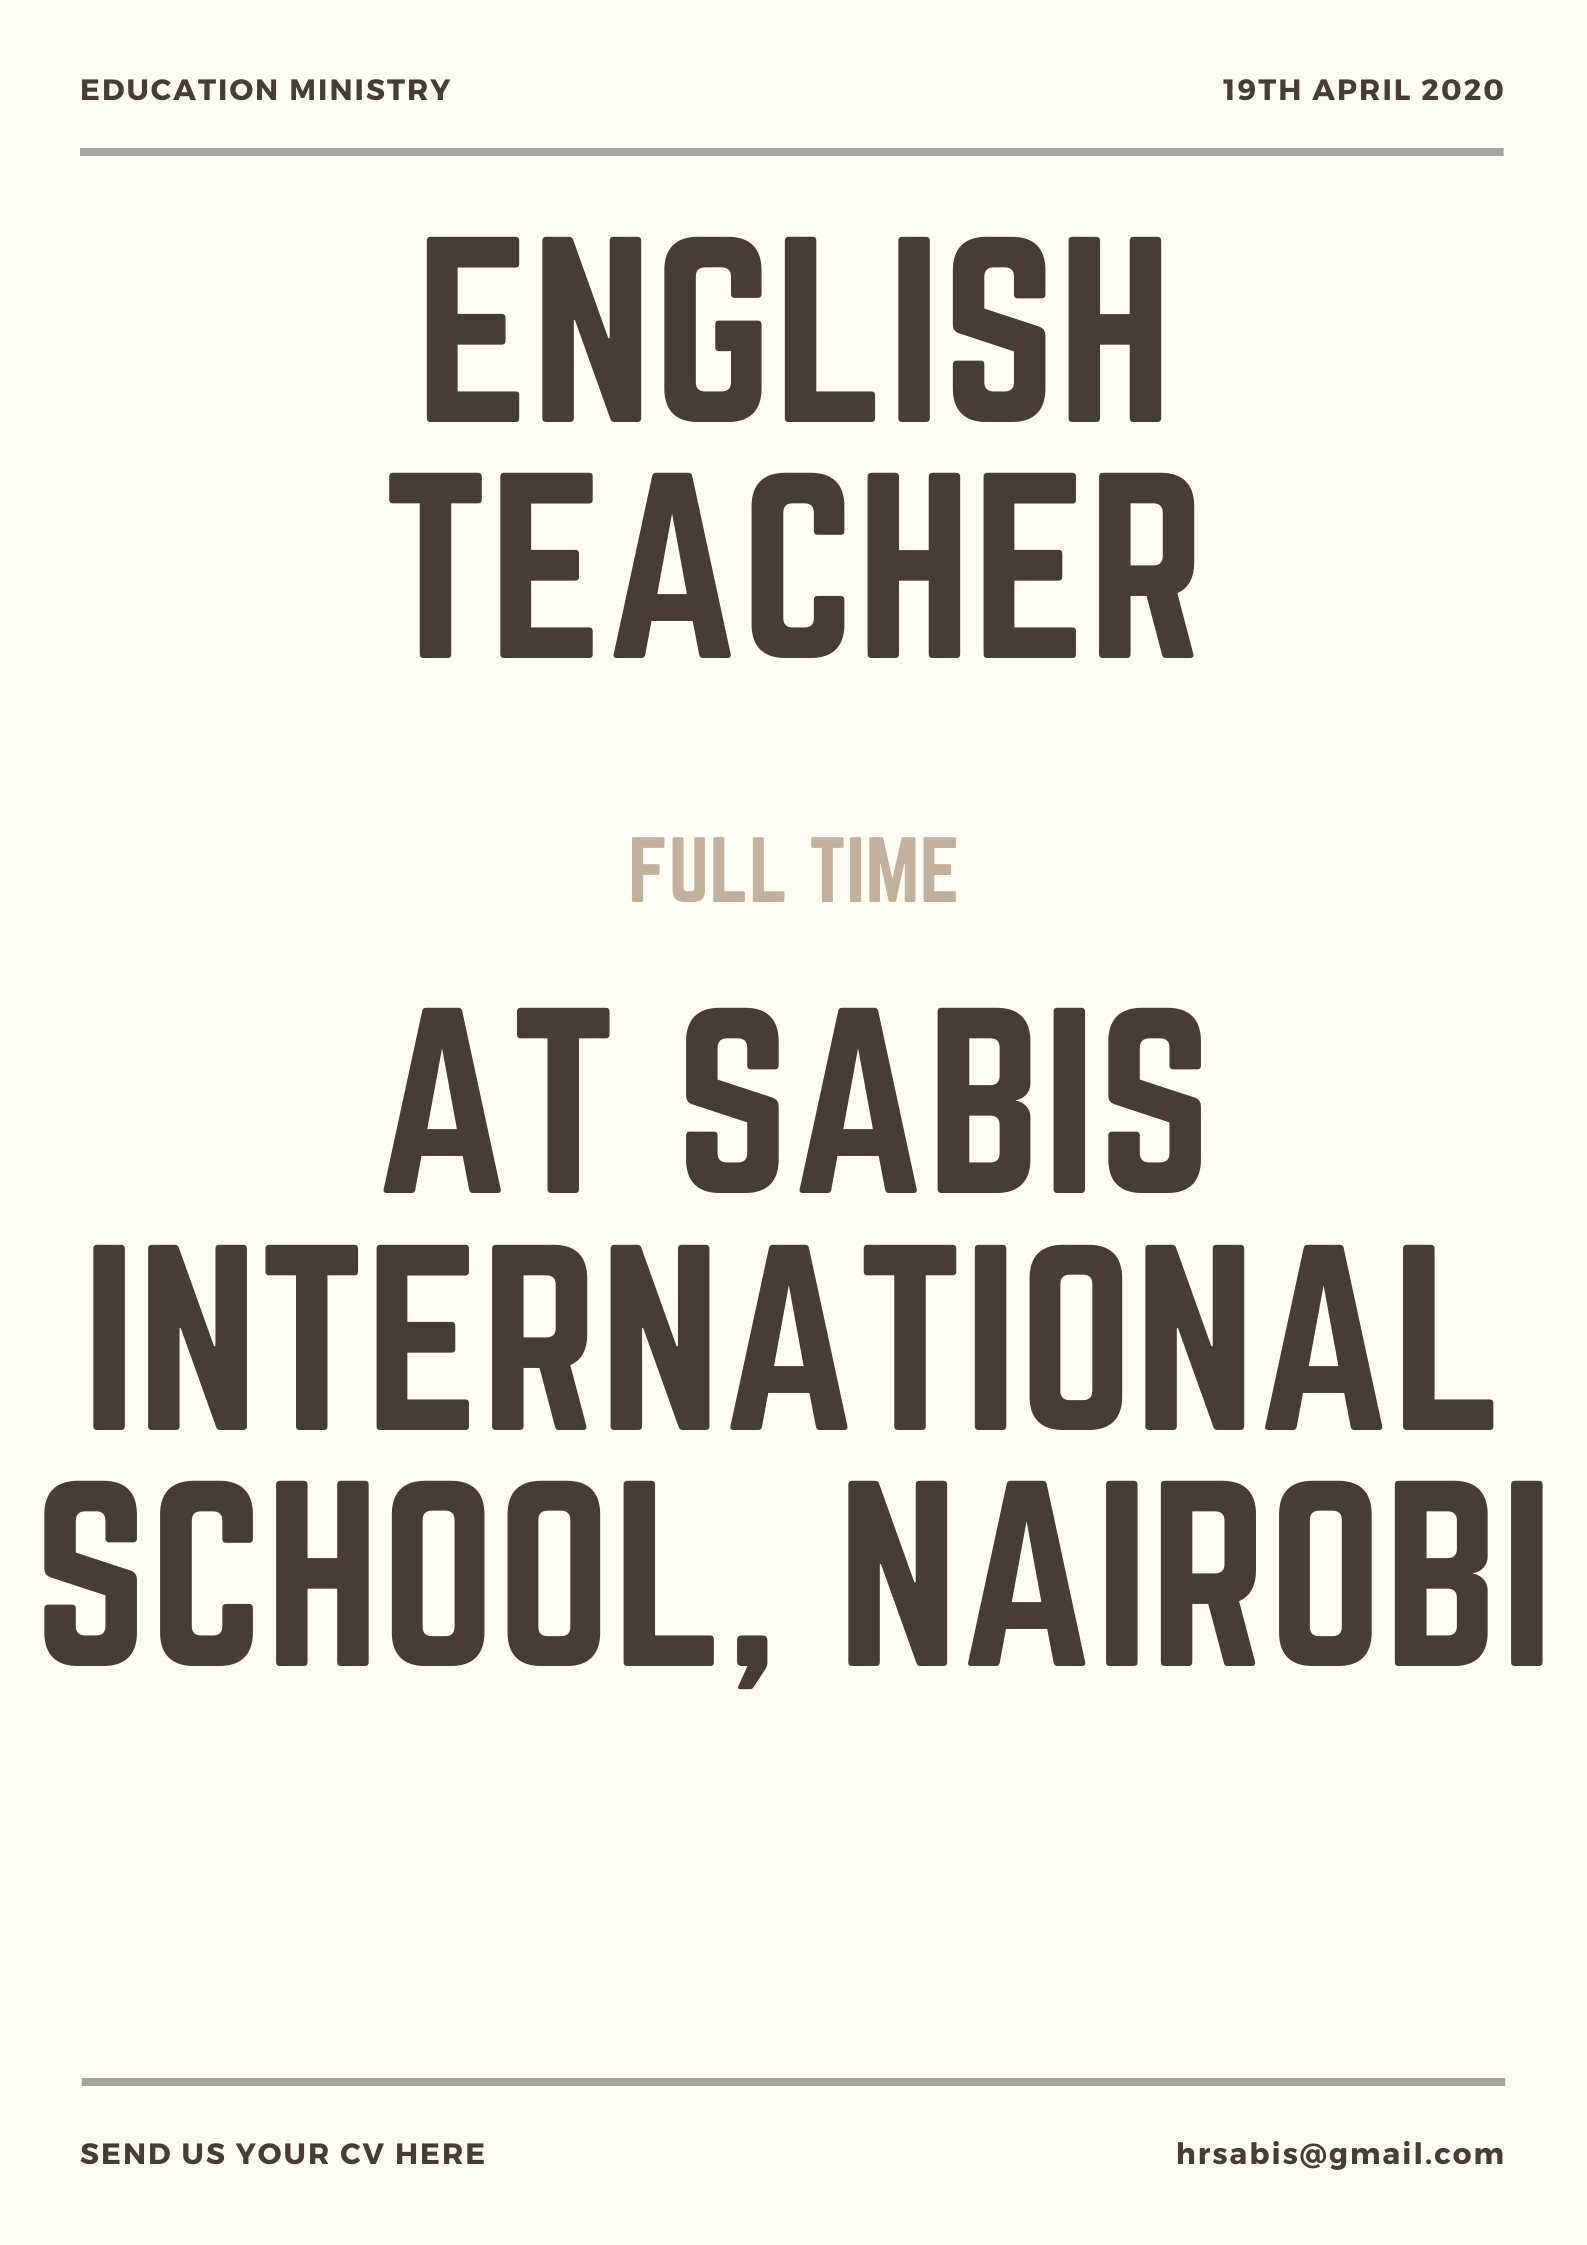 EDUCATION MINISTRY
19TH APRIL 2020
ENGLISH
TEACHER
FULL TIME
AT SABIS
INTERNATIONAL
SCHOOL, NAIROBI
SEND US YOUR CV HERE
hrsabis@gmail.com